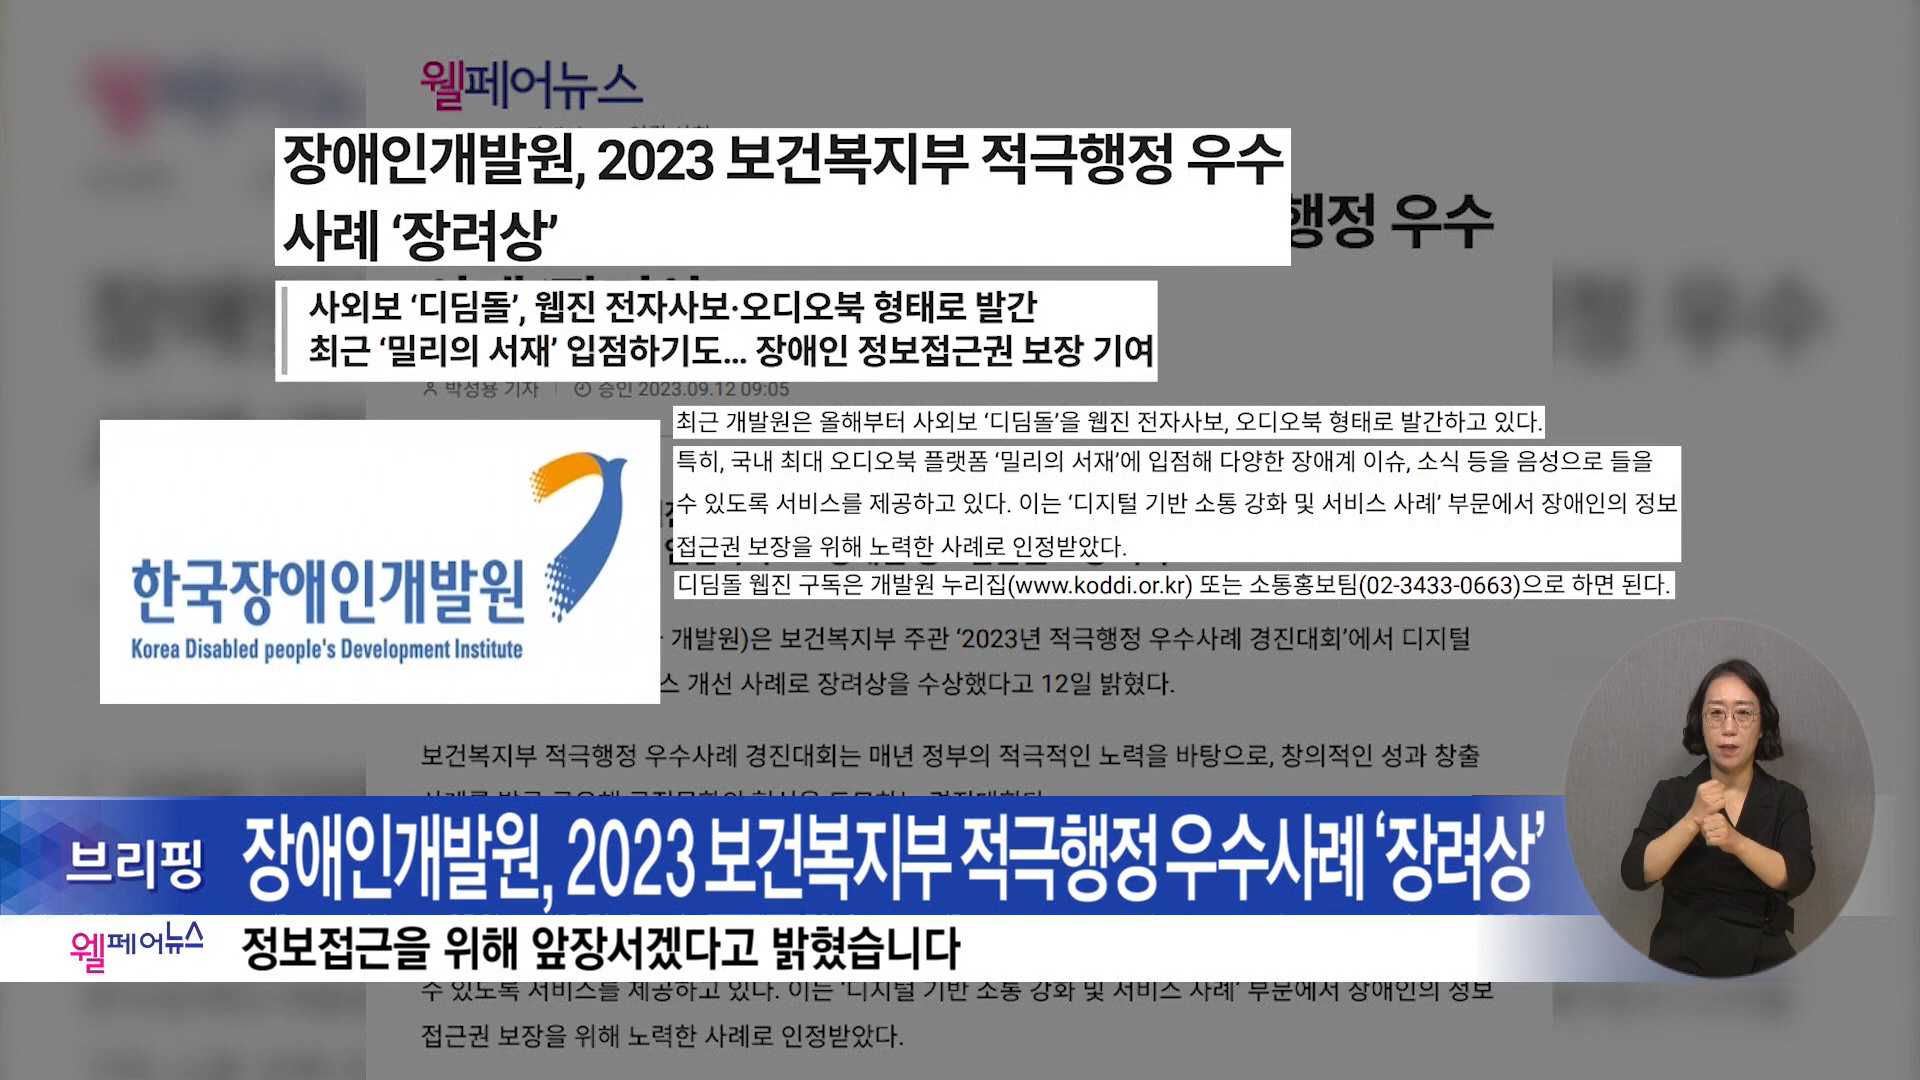 웰페어뉴스
장애인개발원, 2023 보건복지부 적극행정 우수
사례 ‘장려상’
행정 우수
사외보 ‘디딤돌’, 웹진 전자사보·오디오북 형태로 발간
최근 ‘밀리의 서재’ 입점하기도... 장애인 정보접근권 보장 기여
박성용 기자 승인 2023.09.12 09:05
최근 개발원은 올해부터 사외보 ‘디딤돌’을 웹진 전자사보, 오디오북 형태로 발간하고 있다.
특히, 국내 최대 오디오북 플랫폼 ‘밀리의 서재’에 입점해 다양한 장애계 이슈, 소식 등을 음성으로 들을
수 있도록 서비스를 제공하고 있다. 이는 ‘디지털 기반 소통 강화 및 서비스 사례’ 부문에서 장애인의 정보
접근권 보장을 위해 노력한 사례로 인정받았다.
디딤돌 웹진 구독은 개발원 누리집(www.koddi.or.kr) 또는 소통홍보팀(02-3433-0663)으로 하면 된다.
한국장애인개발원
Korea Disabled people's Development Institute
개발원)은 보건복지부 주관 ‘2023년 적극행정 우수사례 경진대회’에서 디지털
스 개선 사례로 장려상을 수상했다고 12일 밝혔다.
보건복지부 적극행정 우수사례 경진대회는 매년 정부의 적극적인 노력을 바탕으로, 창의적인 성과 창출
브리핑
장애인개발원, 2023 보건복지부 적극행정 우수사례 ‘장려상’
웰페어뉴스
정보접근을 위해 앞장서겠다고 밝혔습니다
수 있도록 서비스를 제공하고 있다. 이는 ‘디지털 기반 소통 강화 및 서비스 사례’ 부문에서 장애인의 정보
접근권 보장을 위해 노력한 사례로 인정받았다.